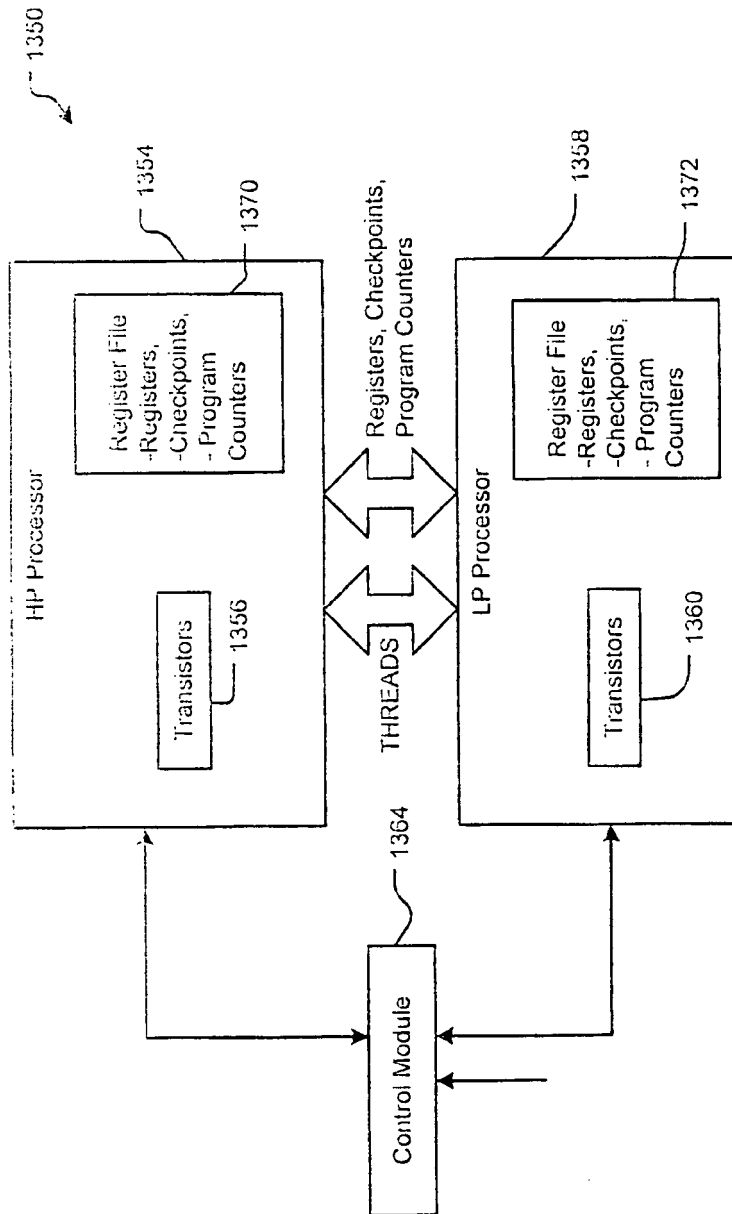 1350
HP Processor
1354
Transistors
1356
Register File
-Registers,
-Checkpoints,
- Program
Counters
1370
THREADS
Registers, Checkpoints,
Program Counters
Control Module
1364
LP Processor
1358
Transistors
1360
Register File
-Registers,
-Checkpoints,
- Program
Counters
1372